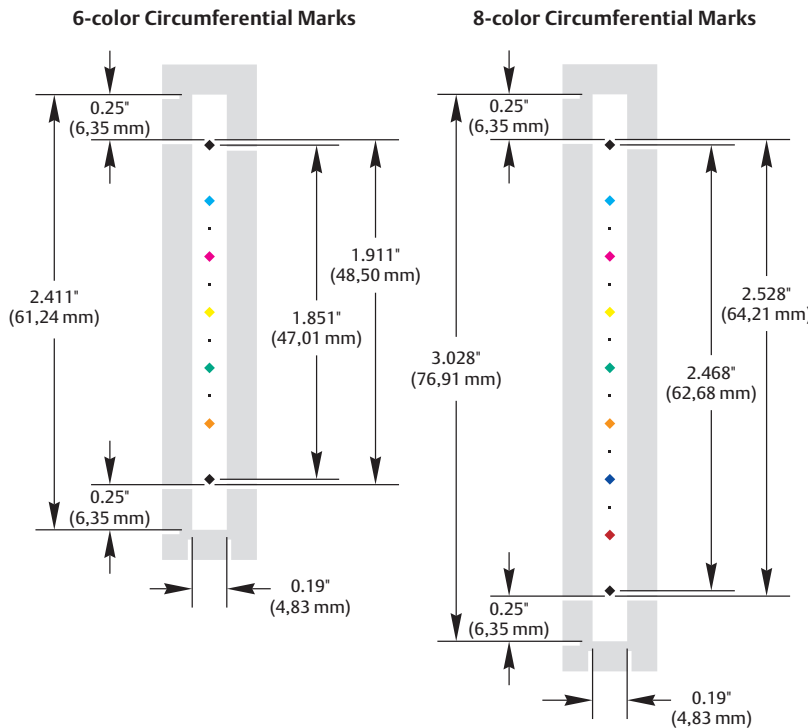 6-color Circumferential Marks
0.25"
(6,35 mm)
2.411"
(61,24 mm)
1.911"
(48,50 mm)
1.851"
(47,01 mm)
0.25"
(6,35 mm)
0.19"
(4,83 mm)
8-color Circumferential Marks
0.25"
(6,35 mm)
3.028"
(76,91 mm)
2.528"
(64,21 mm)
2.468"
(62,68 mm)
0.25"
(6,35 mm)
0.19"
(4,83 mm)